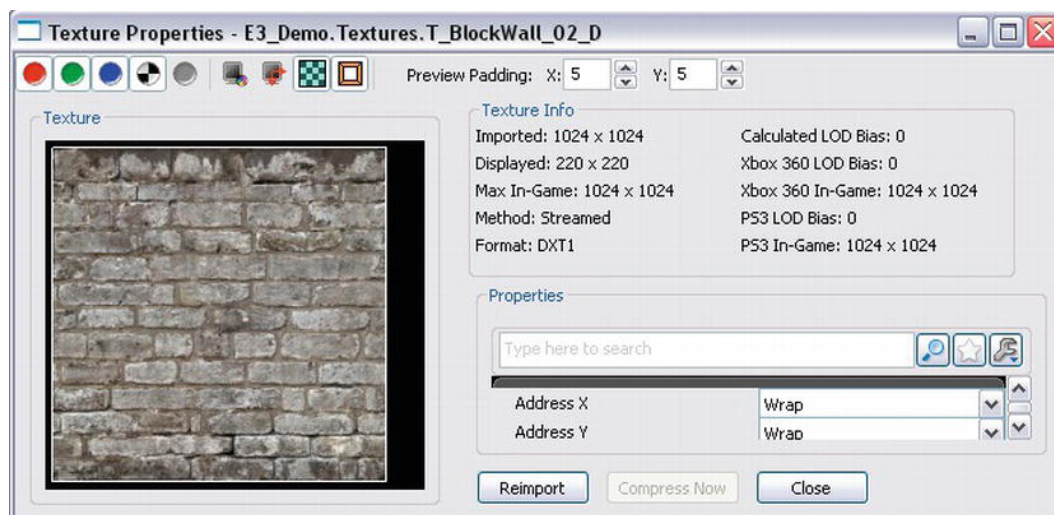 Texture Properties - E3_Demo.Textures.T_BlockWall_02_D
Preview Padding: X: 5 Y: 5
Texture
Texture Info
Imported: 1024 x 1024
Displayed: 220 x 220
Max In-Game: 1024 x 1024
Method: Streamed
Format: DXT1
Calculated LOD Bias: 0
Xbox 360 LOD Bias: 0
Xbox 360 In-Game: 1024 x 1024
PS3 LOD Bias: 0
PS3 In-Game: 1024 x 1024
Properties
Type here to search
Address X Wrap
Address Y Wrap
Reimport Compress Now Close